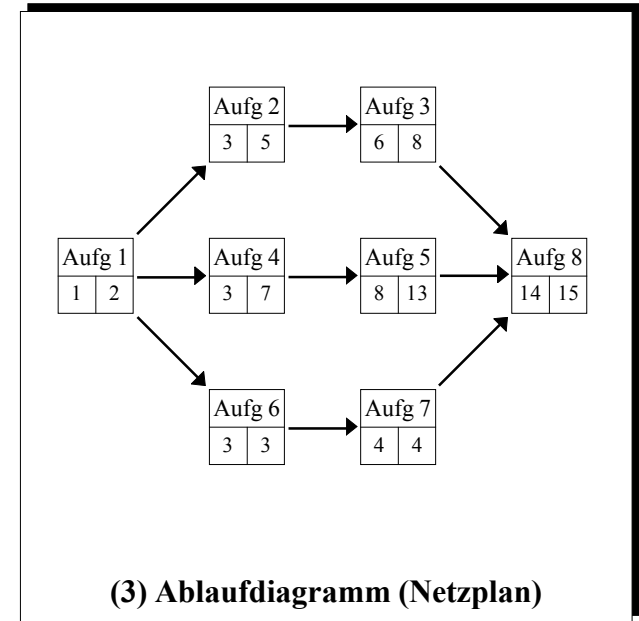 Aufg 2
3 5
Aufg 3
6 8
Aufg 1
1 2
Aufg 4
3 7
Aufg 5
8 13
Aufg 8
14 15
Aufg 6
3 3
Aufg 7
4 4
(3) Ablaufdiagramm (Netzplan)